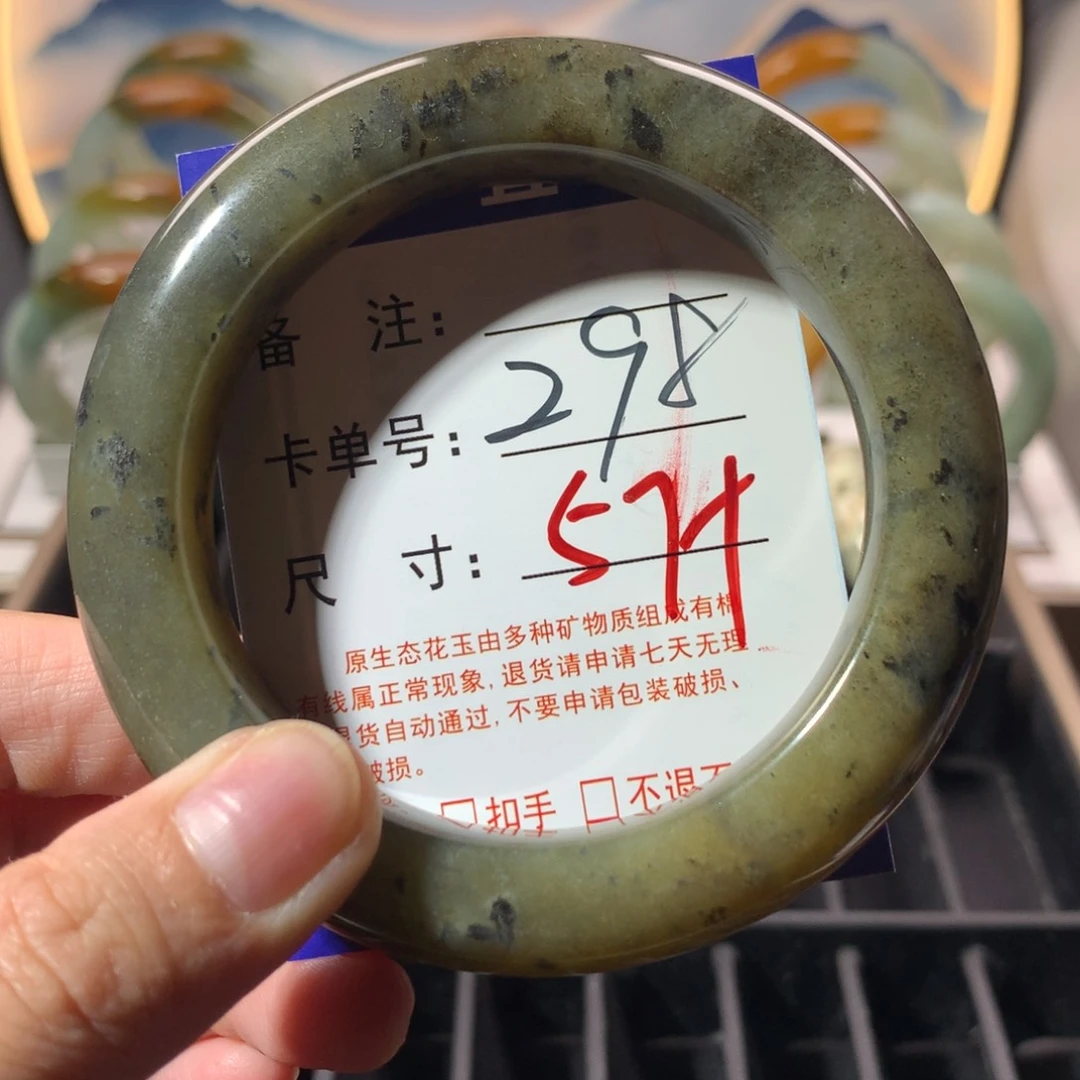 备 注:
298
卡单号:
尺 寸:
原生态花玉由多种矿物质组成有棉
有线属正常现象,退货请申请七天无理
货自动通过,不要申请包装破损、
破损。
□扣手 □不退